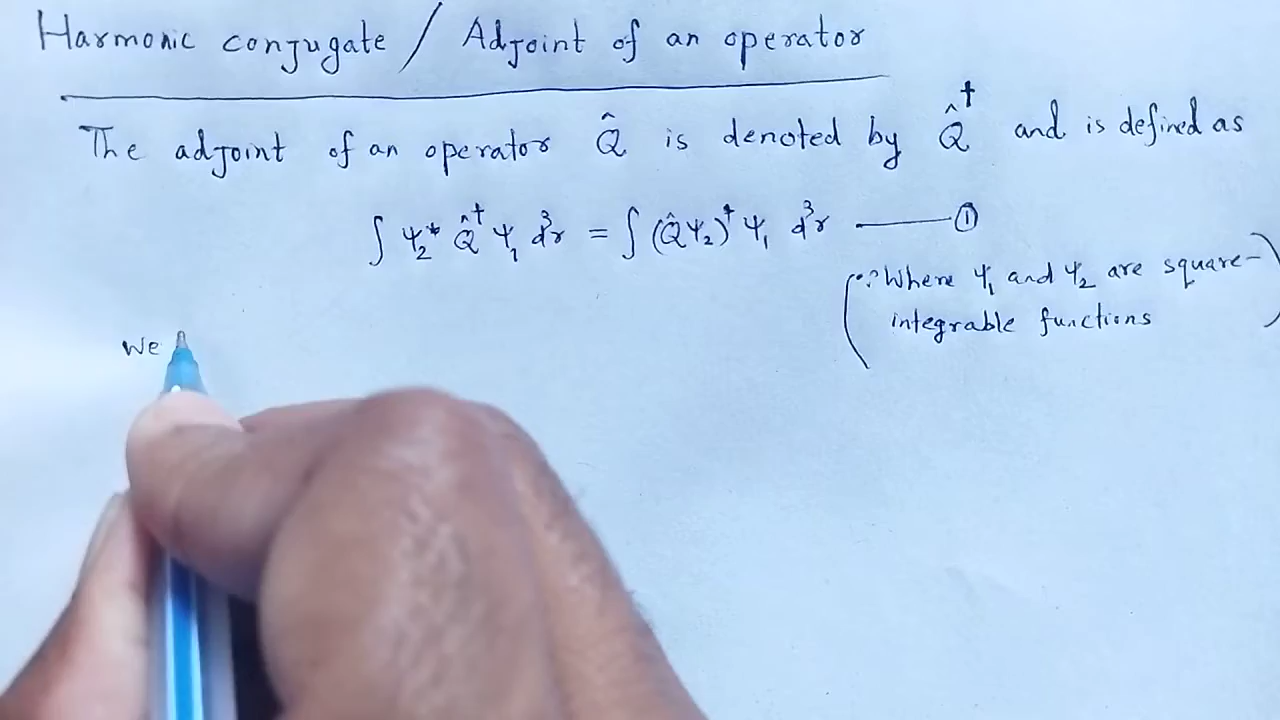 Harmonic conjugate / Adjoint of an operator
The adjoint of an operator Q̂ is denoted by Q̂† and is defined as
∫ Ψ₂* Q̂† Ψ₁ d³r = ∫ (Q̂Ψ₂)† Ψ₁ d³r —— ①
(∵ Where Ψ₁ and Ψ₂ are square-
integrable functions)
We